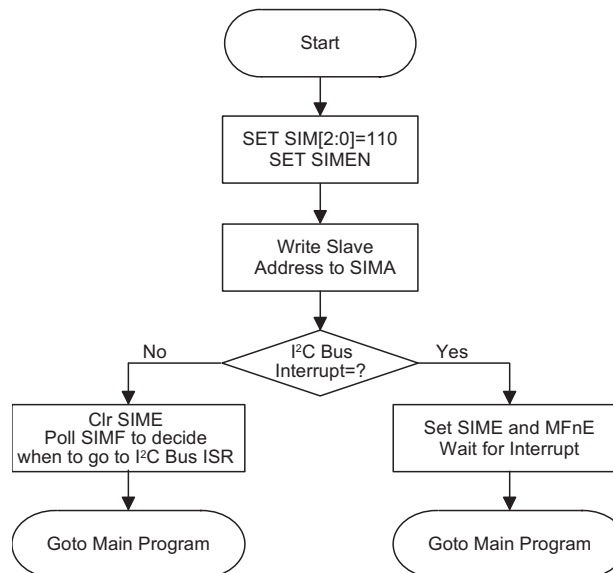 Start
SET SIM[2:0]=110
SET SIMEN
Write Slave
Address to SIMA
I²C Bus
Interrupt=?
No
Yes
Clr SIME
Poll SIMF to decide
when to go to I²C Bus ISR
Set SIME and MFnE
Wait for Interrupt
Goto Main Program
Goto Main Program